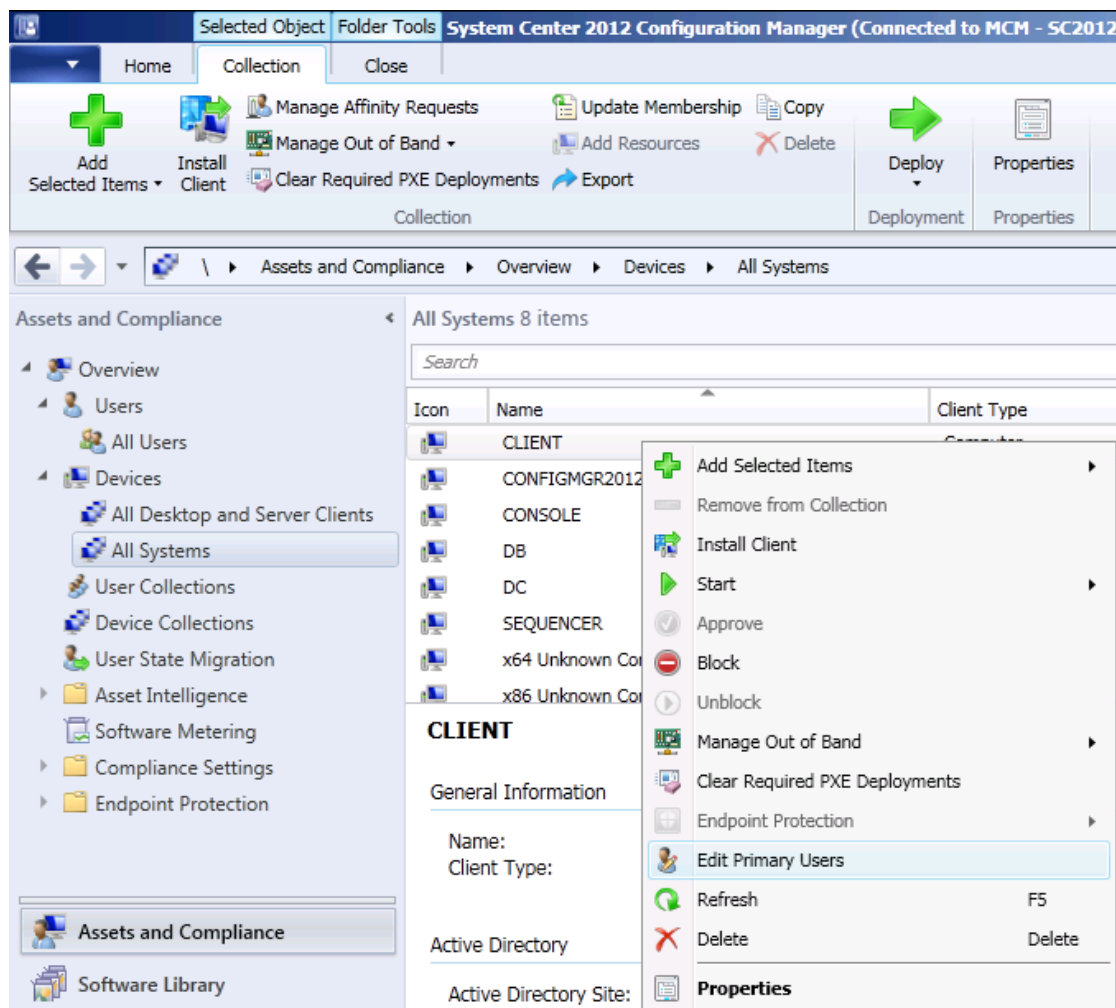 Selected Object Folder Tools System Center 2012 Configuration Manager (Connected to MCM - SC2012
Home Collection Close
Add Selected Items
Install Client
Manage Affinity Requests
Manage Out of Band
Clear Required PXE Deployments
Update Membership
Add Resources
Export
Copy
Delete
Deploy
Properties
Collection Deployment Properties
\ Assets and Compliance Overview Devices All Systems
Assets and Compliance
Overview
Users
All Users
Devices
All Desktop and Server Clients
All Systems
User Collections
Device Collections
User State Migration
Asset Intelligence
Software Metering
Compliance Settings
Endpoint Protection
Assets and Compliance
Software Library
All Systems 8 items
Search
Icon Name Client Type
CLIENT Computer
CONFIGMGR2012
CONSOLE
DB
DC
SEQUENCER
x64 Unknown Co
x86 Unknown Co
CLIENT
General Information
Name:
Client Type:
Active Directory
Active Directory Site:
Add Selected Items
Remove from Collection
Install Client
Start
Approve
Block
Unblock
Manage Out of Band
Clear Required PXE Deployments
Endpoint Protection
Edit Primary Users
Refresh F5
Delete Delete
Properties